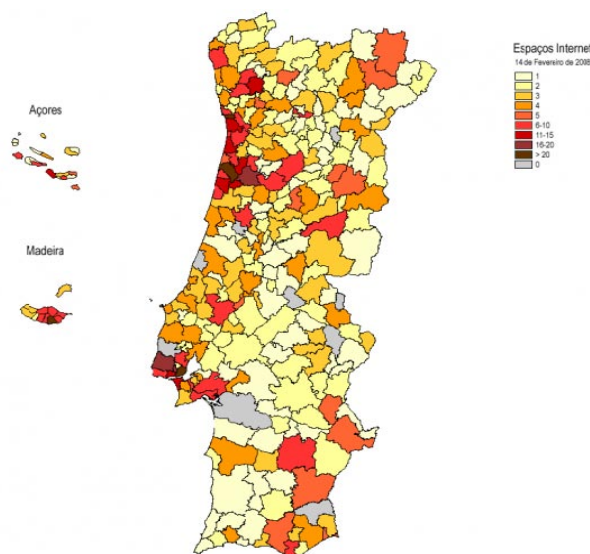 Espaços Internet
14 de Fevereiro de 2008
1
2
3
4
5
6-10
11-15
16-20
> 20
0
Açores
Madeira